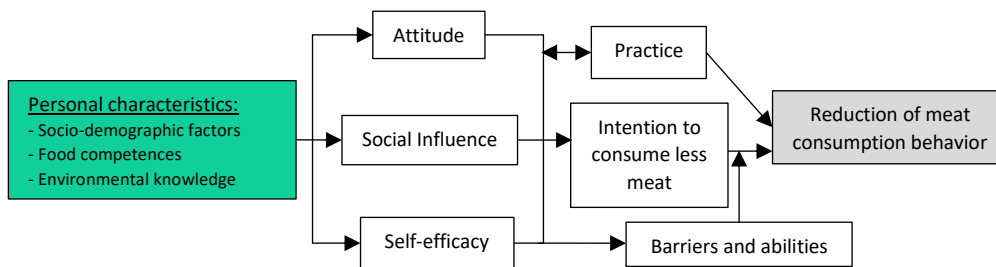 Attitude
Practice
Personal characteristics:
- Socio-demographic factors
- Food competences
- Environmental knowledge
Social Influence
Intention to
consume less
meat
Reduction of meat
consumption behavior
Self-efficacy
Barriers and abilities